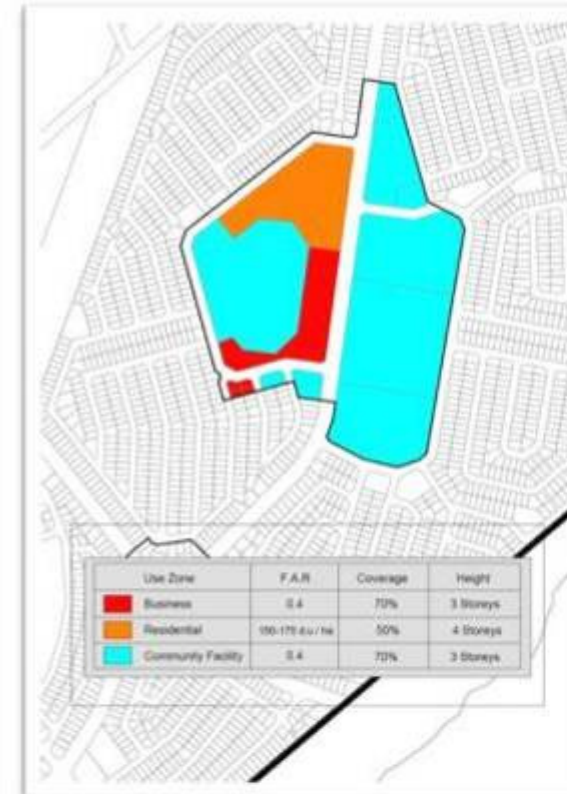 Use Zone F.A.R Coverage Height
Business 0.4 70% 3 Storeys
Residential 150-175 d.u / ha 50% 4 Storeys
Community Facility 0.4 70% 3 Storeys